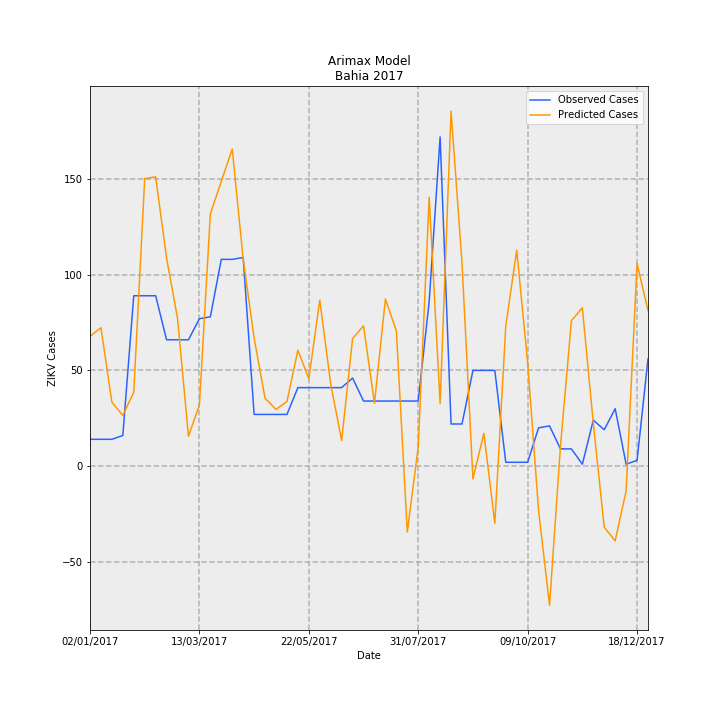 Arimax Model
Bahia 2017
Observed Cases
Predicted Cases
150
100
50
0
−50
ZIKV Cases
02/01/2017 13/03/2017 22/05/2017 31/07/2017 09/10/2017 18/12/2017
Date